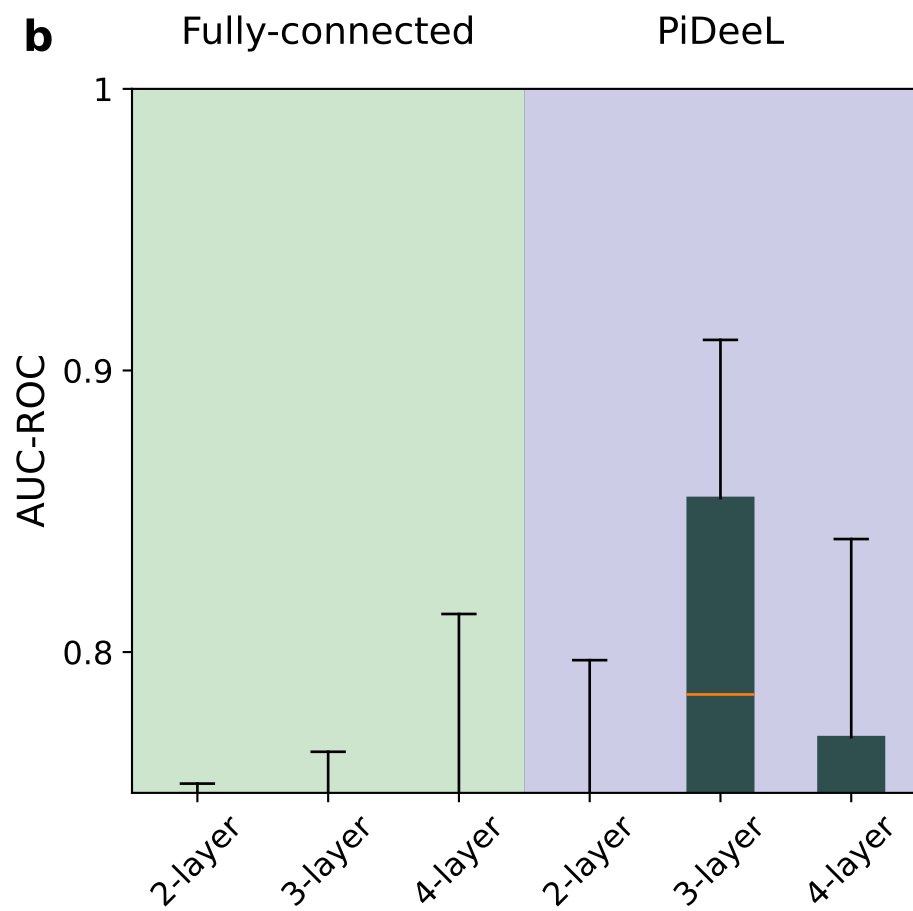 b
Fully-connected
PiDeeL
1
0.9
0.8
AUC-ROC
2-layer
3-layer
4-layer
2-layer
3-layer
4-layer